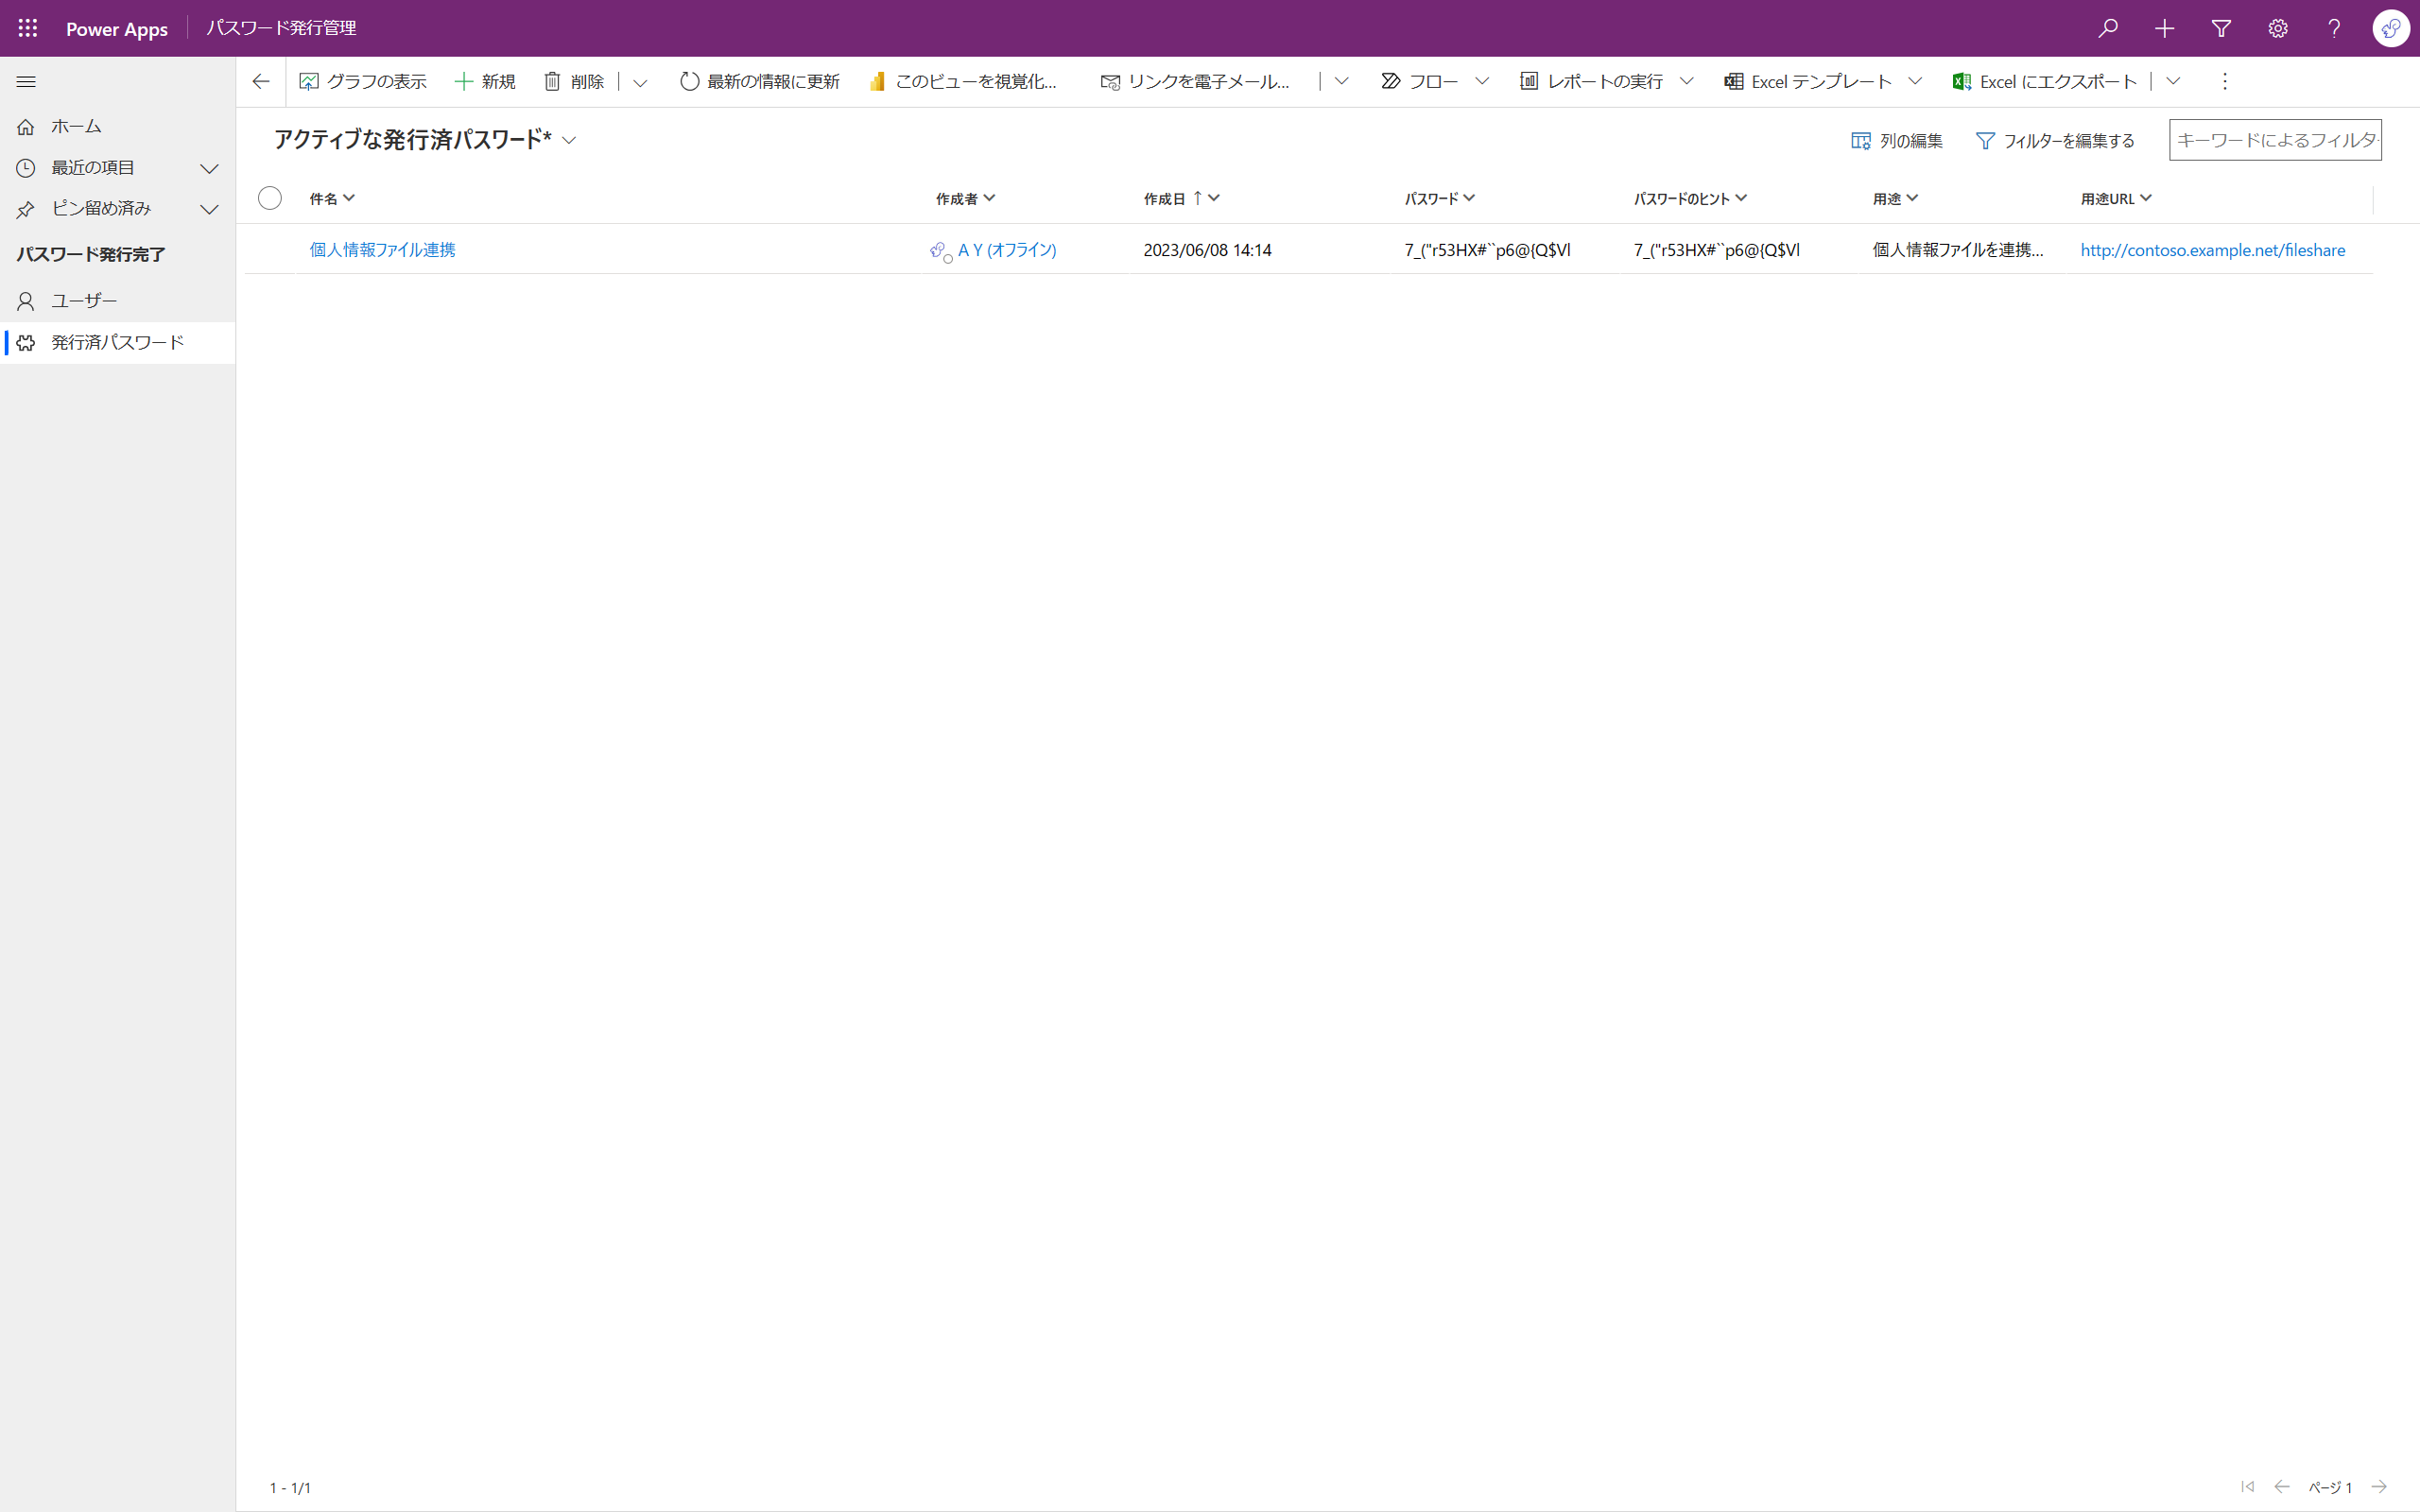 Power Apps パスワード発行管理
グラフの表示 新規 削除 最新の情報に更新 このビューを視覚化... リンクを電子メール... フロー レポートの実行 Excel テンプレート Excel にエクスポート
ホーム
最近の項目
ピン留め済み
パスワード発行完了
ユーザー
発行済パスワード
アクティブな発行済パスワード*
列の編集 フィルターを編集する キーワードによるフィルタ
件名 作成者 作成日 ↑ パスワード パスワードのヒント 用途 用途URL
個人情報ファイル連携 A Y (オフライン) 2023/06/08 14:14 7_("r53HX#``p6@{Q$Vl 7_("r53HX#``p6@{Q$Vl 個人情報ファイルを連携... http://contoso.example.net/fileshare
1 - 1/1 ページ 1